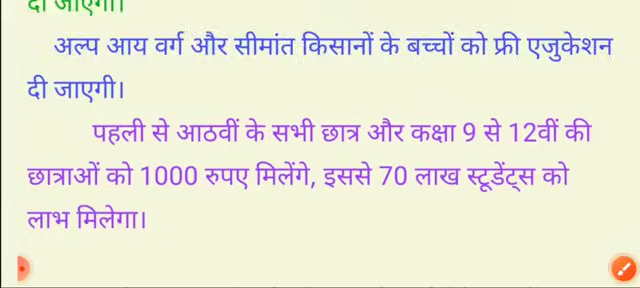 दी जाएगी।
अल्प आय वर्ग और सीमांत किसानों के बच्चों को फ्री एजुकेशन
दी जाएगी।
पहली से आठवीं के सभी छात्र और कक्षा 9 से 12वीं की
छात्राओं को 1000 रुपए मिलेंगे, इससे 70 लाख स्टूडेंट्स को
लाभ मिलेगा।